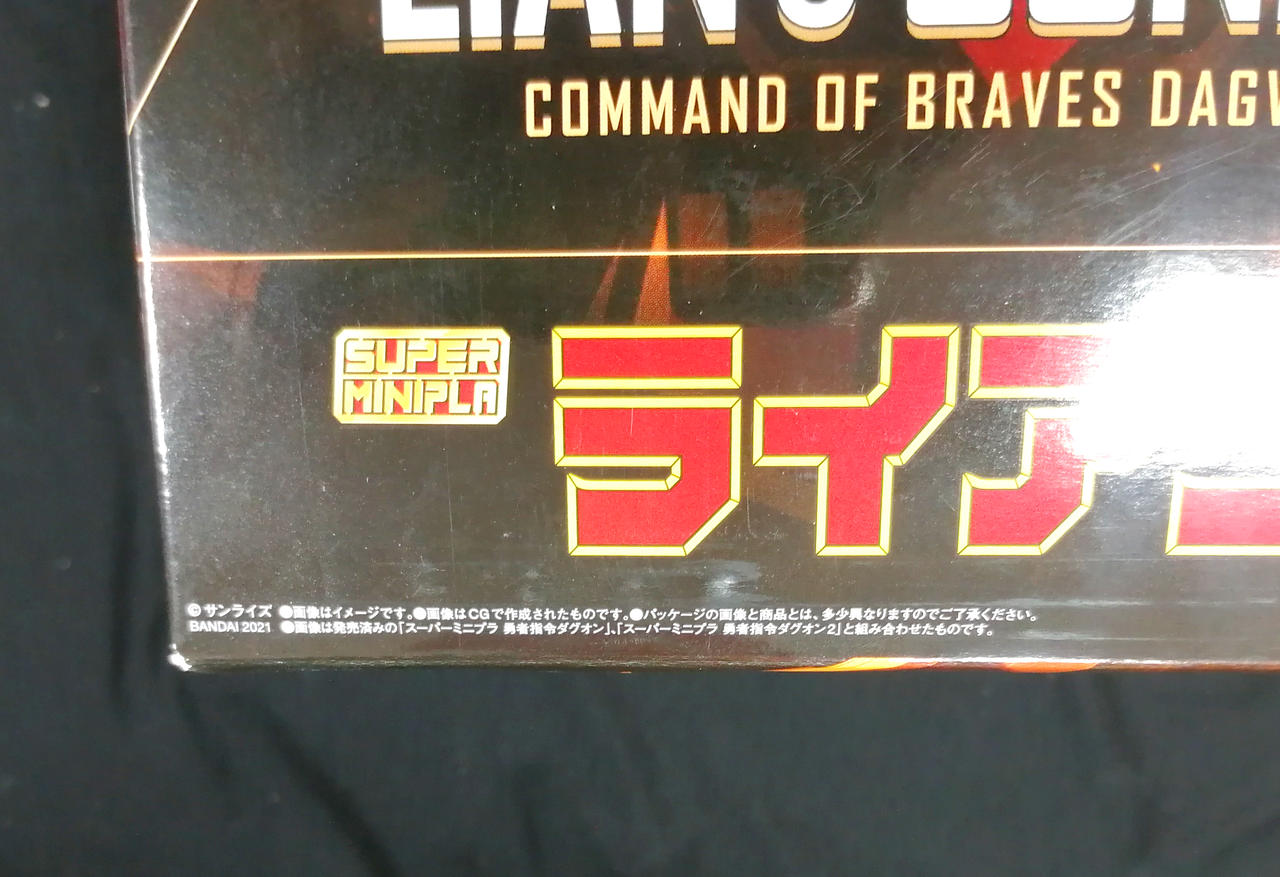 COMMAND OF BRAVES DAGW
SUPER
MINIPLA
ライア
© サンライズ ●画像はイメージです。●画像はCGで作成されたものです。●パッケージの画像と商品とは、多少異なりますのでご了承ください。
BANDAI 2021 ●画像は発売済みの「スーパーミニプラ 勇者指令ダグオン」、「スーパーミニプラ 勇者指令ダグオン2」と組み合わせたものです。